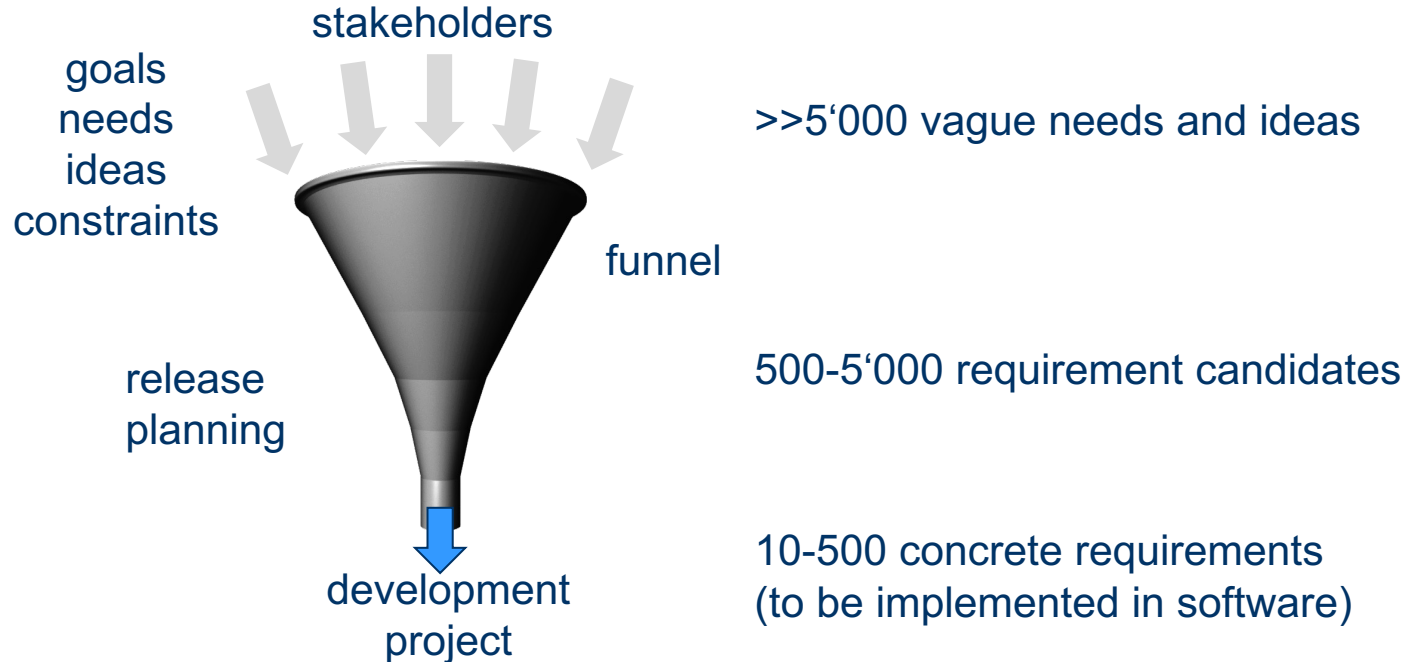 stakeholders
goals
needs
ideas
constraints
>>5‘000 vague needs and ideas
funnel
release
planning
500-5‘000 requirement candidates
development
project
10-500 concrete requirements
(to be implemented in software)